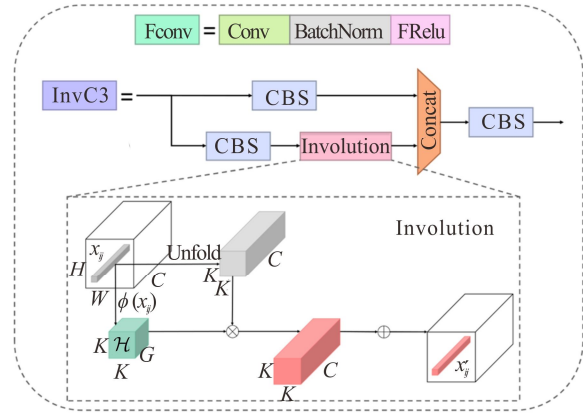 Fconv = Conv BatchNorm FRelu
InvC3 = CBS
CBS Involution Concat CBS
Involution
x_ij Unfold
H W C K K C
ϕ(x_ij)
K ℋ G K ⊗ K K C ⊕ x'_ij